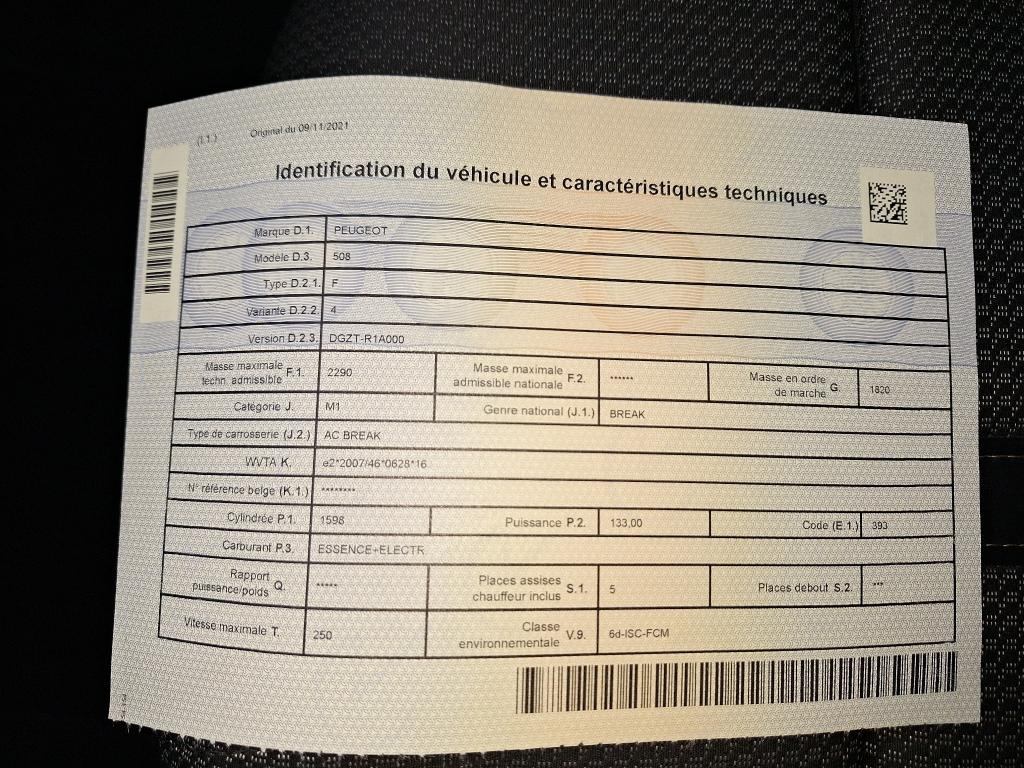 (I.1.) Original du 09/11/2021
Identification du véhicule et caractéristiques techniques
Marque D.1. PEUGEOT
Modèle D.3. 508
Type D.2.1. F
Variante D.2.2. 4
Version D.2.3. DGZT-R1A000
Masse maximale techn. admissible F.1. 2290 Masse maximale admissible nationale F.2. ****** Masse en ordre de marche G. 1820
Catégorie J. M1 Genre national (J.1.) BREAK
Type de carrosserie (J.2.) AC BREAK
WVTA K. e2*2007/46*0628*16
N° référence belge (K.1.) ********
Cylindrée P.1. 1598 Puissance P.2. 133,00 Code (E.1.) 393
Carburant P.3. ESSENCE+ELECTR.
Rapport puissance/poids Q. ***** Places assises chauffeur inclus S.1. 5 Places debout S.2. ***
Vitesse maximale T. 250 Classe environnementale V.9. 6d-ISC-FCM